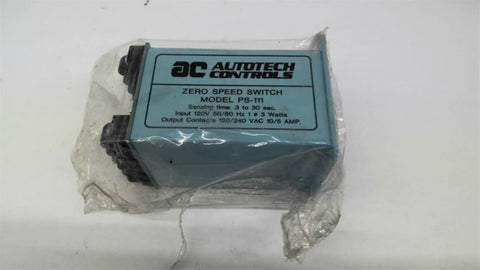 ac AUTOTECH
CONTROLS
ZERO SPEED SWITCH
MODEL PS-111
Sensing time: .3 to 30 sec.
Input 120V 50/60 Hz 1 ϕ 3 Watts
Output Contacts 120/240 VAC 10/5 AMP.